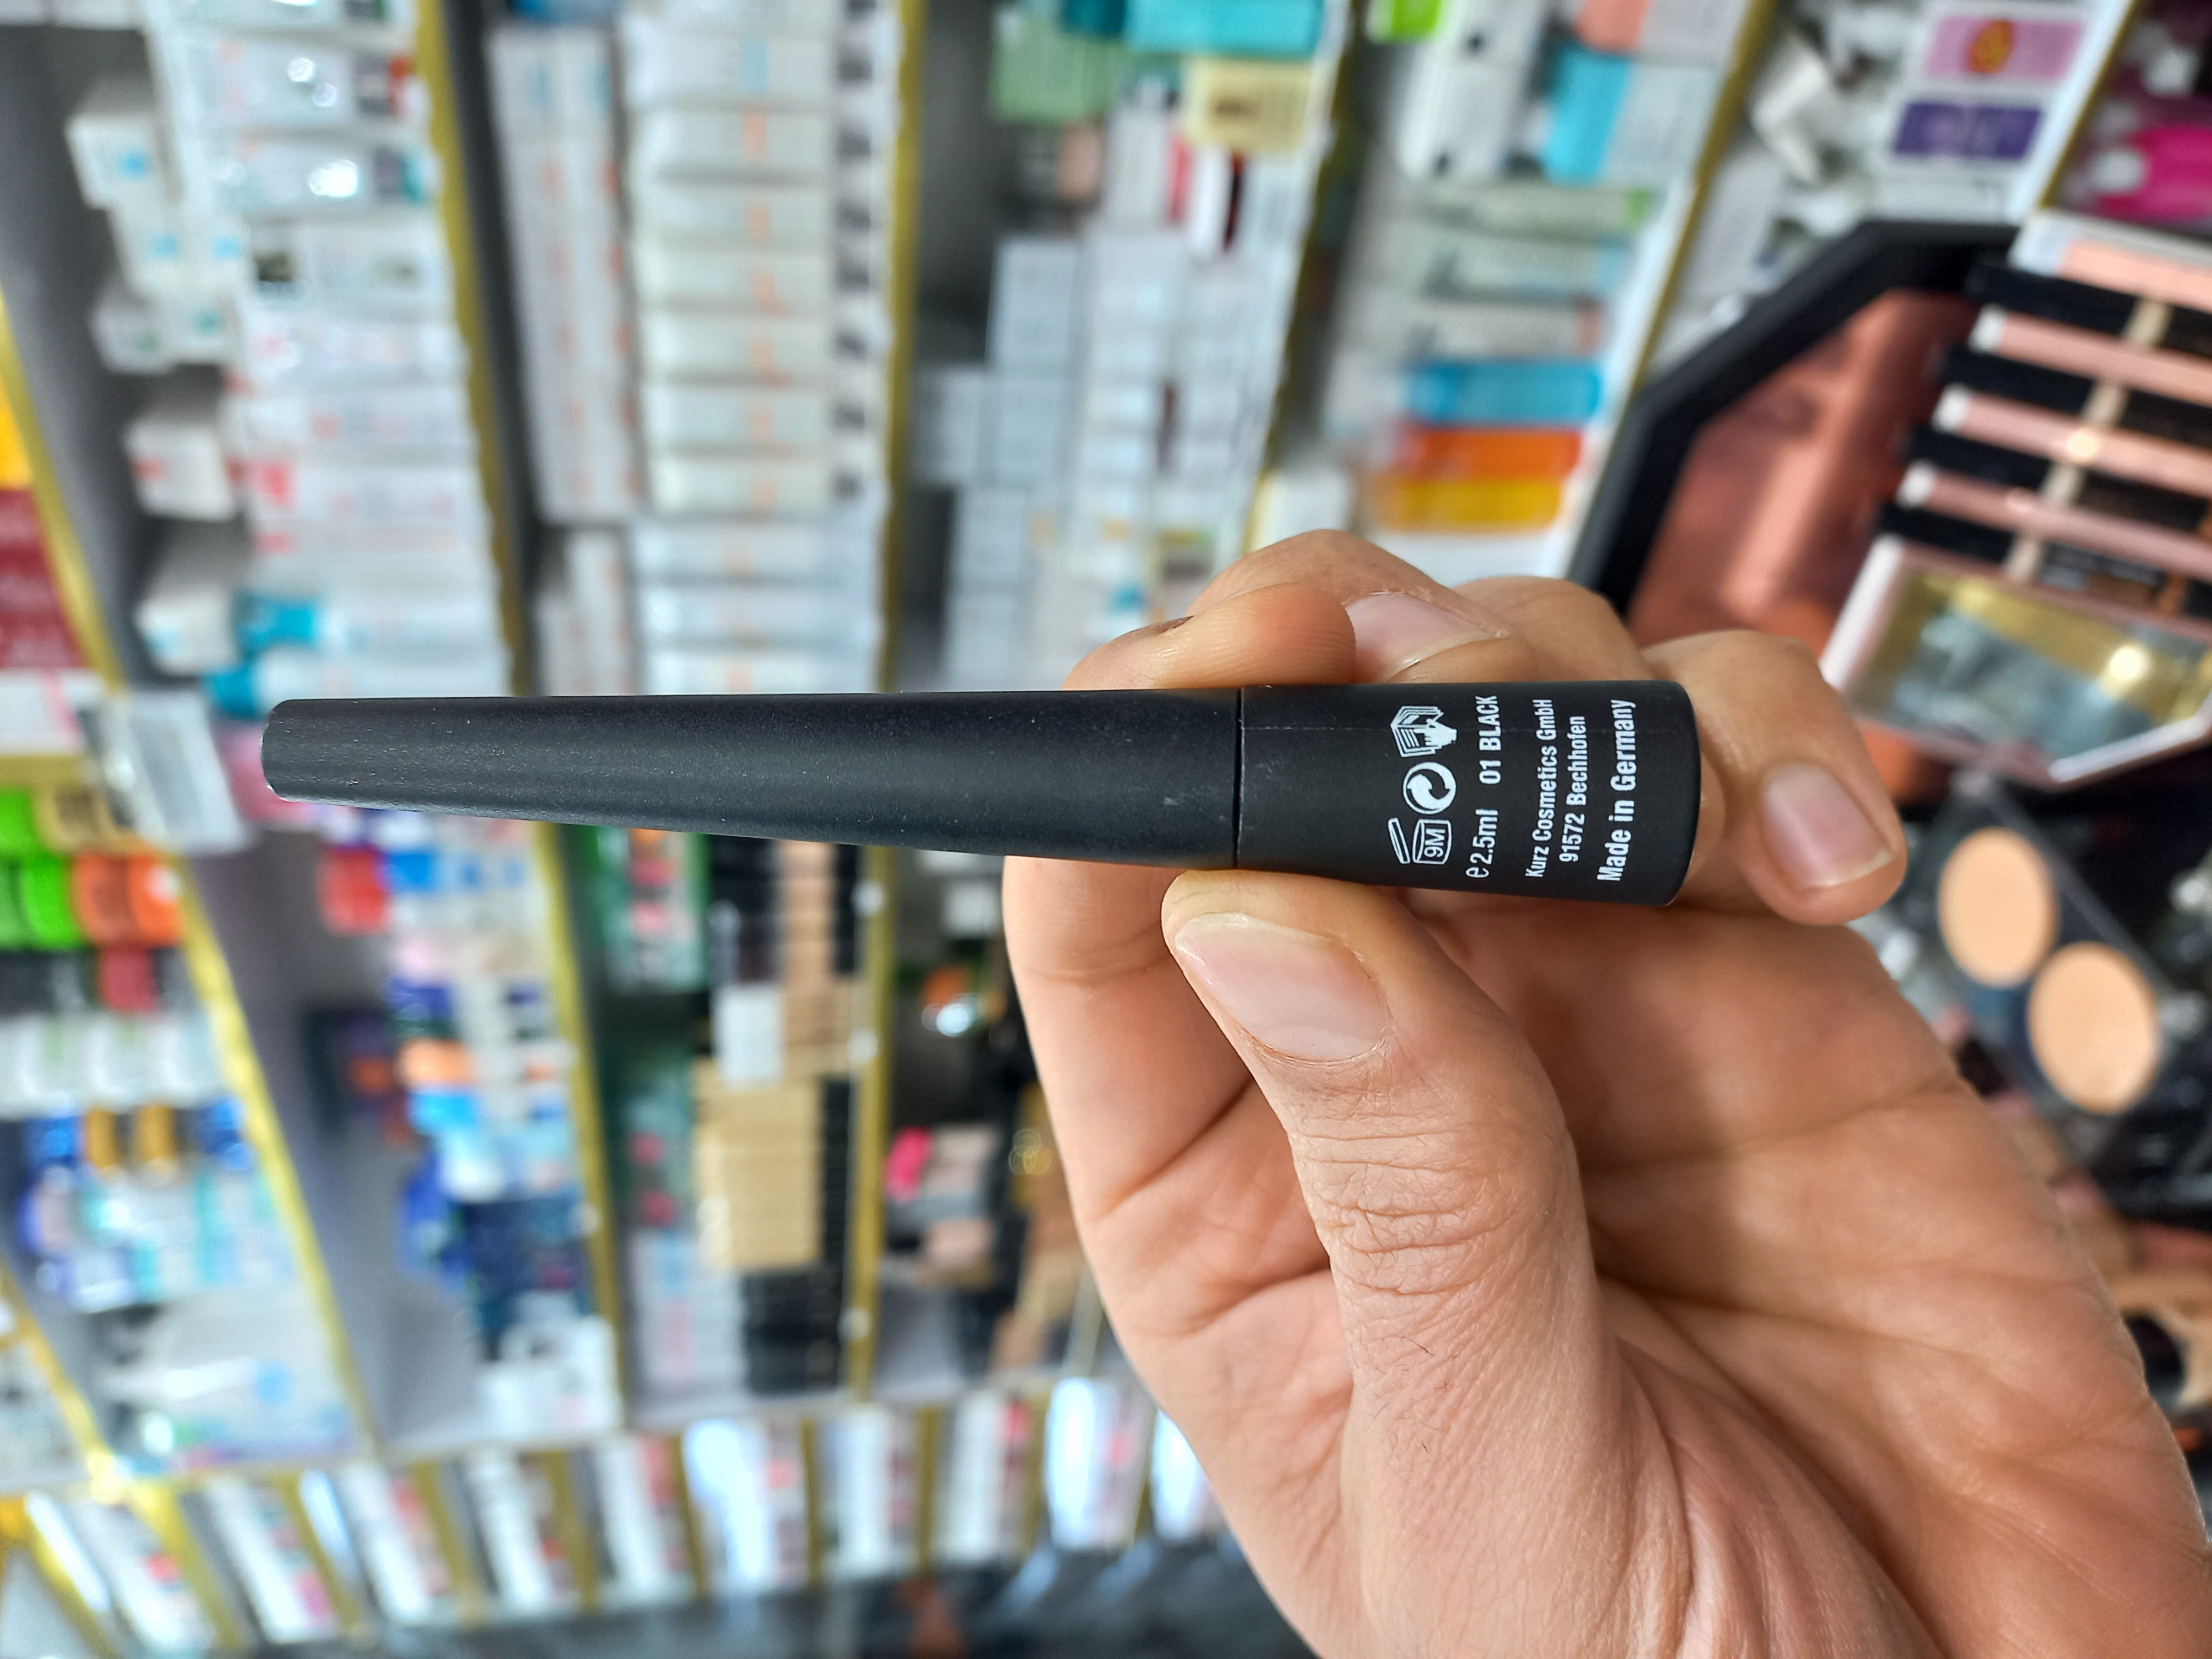 9M
℮2.5ml 01 BLACK
Kurz Cosmetics GmbH
91572 Bechhofen
Made in Germany